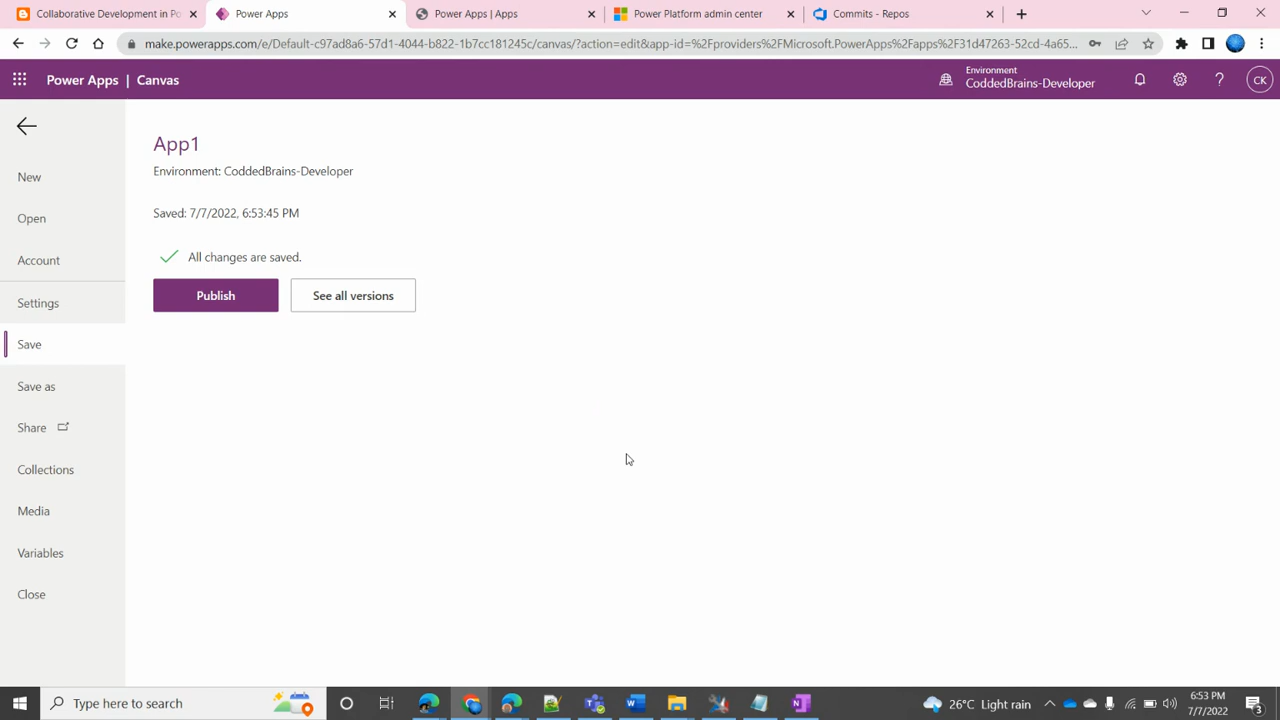 Collaborative Development in Po
Power Apps
Power Apps | Apps
Power Platform admin center
Commits - Repos
make.powerapps.com/e/Default-c97ad8a6-57d1-4044-b822-1b7ce181245c/canvas/?action=edit&app-id=%2Fproviders%2FMicrosoft.PowerApps%2Fapps%2F31d47263-52cd-4a65...
Power Apps | Canvas
Environment
CoddedBrains-Developer
?
CK
New
Open
Account
Settings
Save
Save as
Share
Collections
Media
Variables
Close
App1
Environment: CoddedBrains-Developer
Saved: 7/7/2022, 6:53:45 PM
All changes are saved.
Publish
See all versions
Type here to search
26°C Light rain
6:53 PM
7/7/2022
3